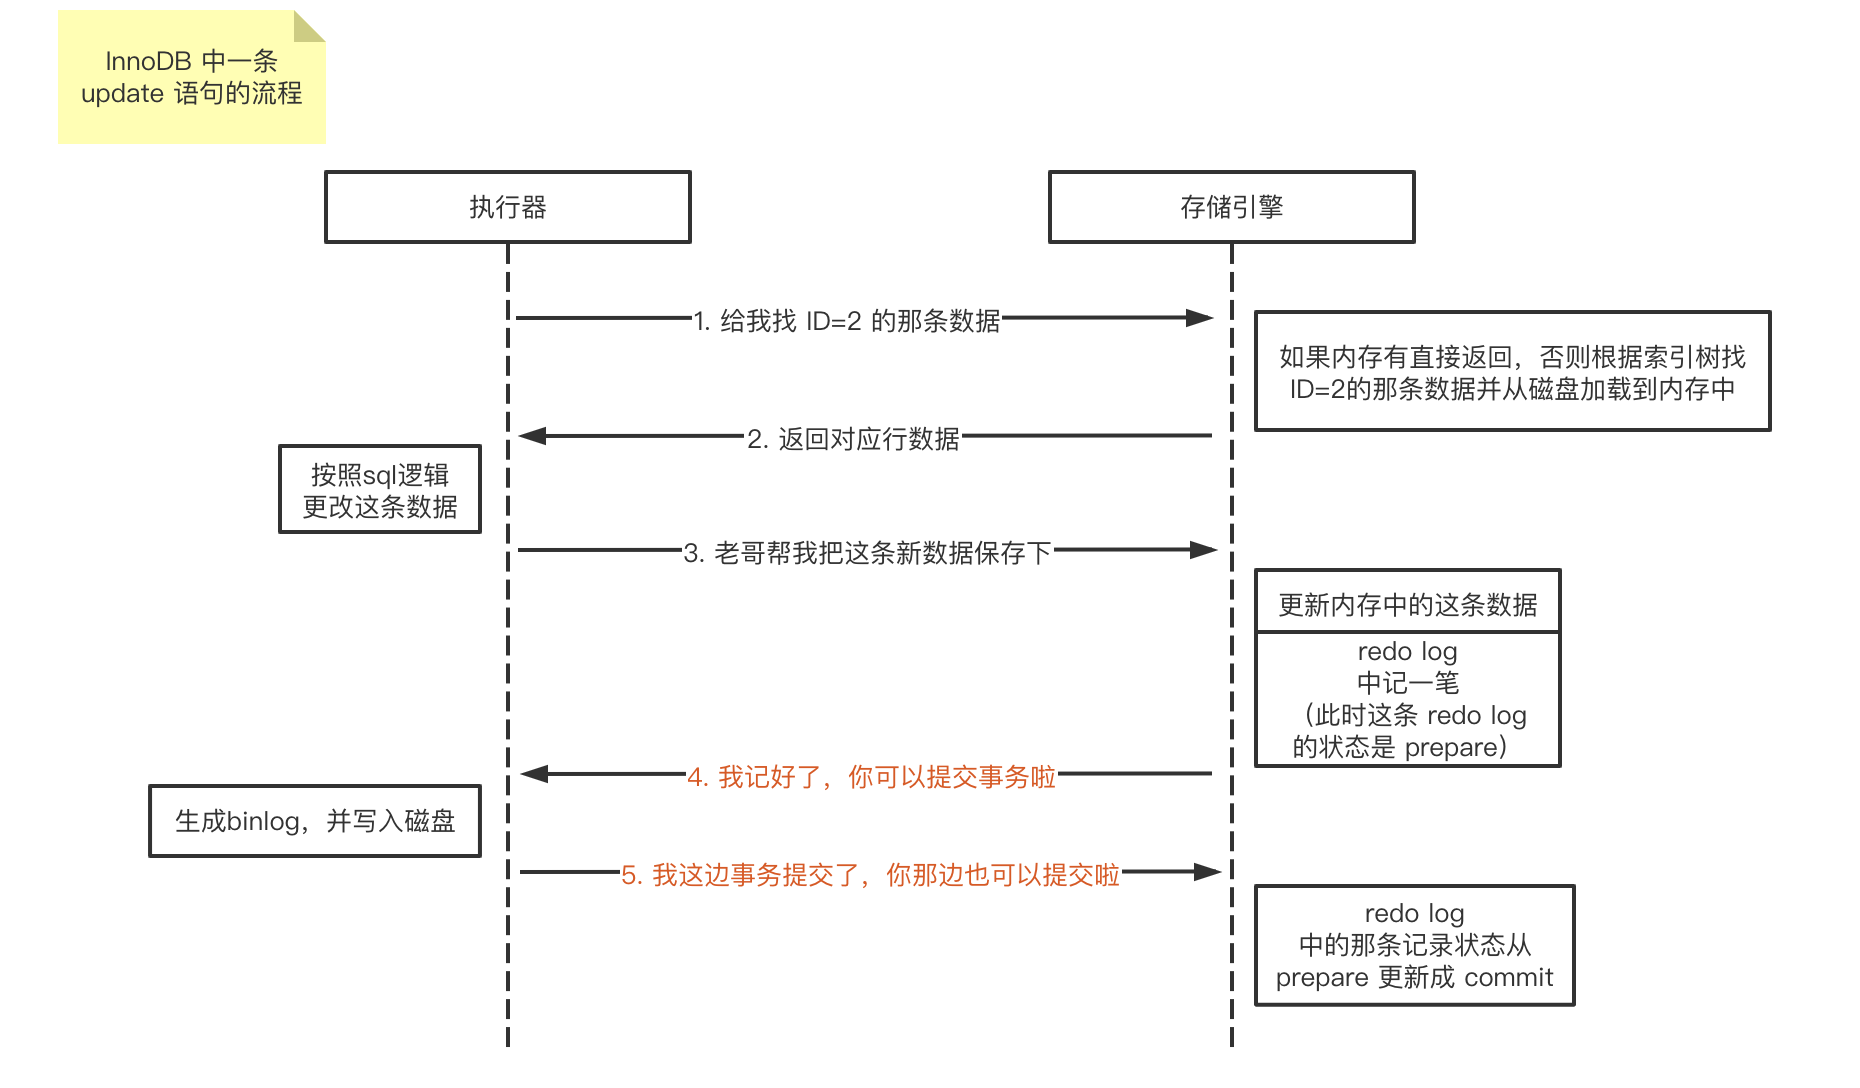 InnoDB 中一条
update 语句的流程
执行器
存储引擎
1. 给我找 ID=2 的那条数据
如果内存有直接返回，否则根据索引树找
ID=2的那条数据并从磁盘加载到内存中
2. 返回对应行数据
按照sql逻辑
更改这条数据
3. 老哥帮我把这条新数据保存下
更新内存中的这条数据
redo log
中记一笔
（此时这条 redo log
的状态是 prepare）
4. 我记好了，你可以提交事务啦
生成binlog，并写入磁盘
5. 我这边事务提交了，你那边也可以提交啦
redo log
中的那条记录状态从
prepare 更新成 commit